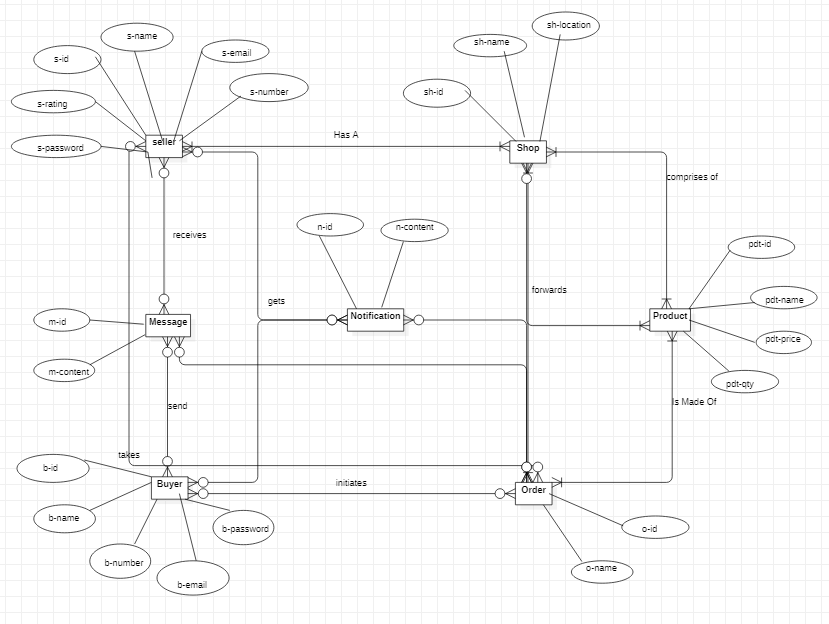 sh-location
s-name
sh-name
s-email
s-id
s-number
sh-id
s-rating
Has A
seller
s-password
Shop
comprises of
n-id
n-content
receives
pdt-id
forwards
gets
pdt-name
Notification
Product
m-id
Message
pdt-price
m-content
pdt-qty
Is Made Of
send
takes
b-id
initiates
Buyer
Order
b-name
b-password
o-id
b-number
o-name
b-email